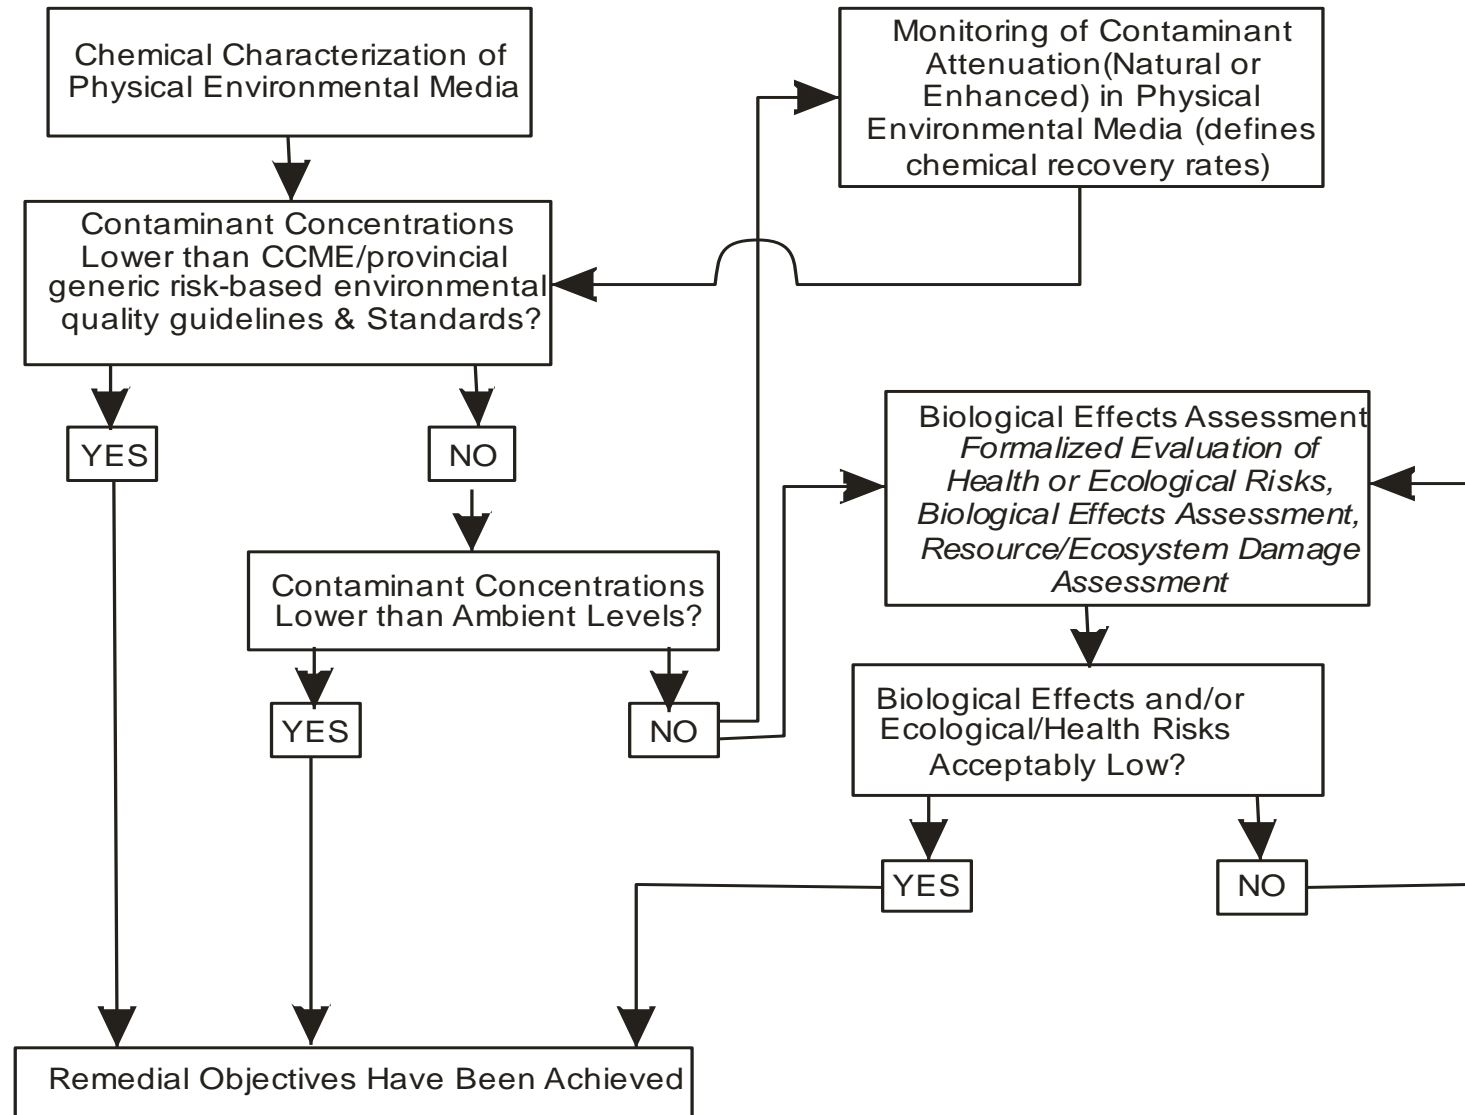 Chemical Characterization of
Physical Environmental Media
Monitoring of Contaminant
Attenuation(Natural or
Enhanced) in Physical
Environmental Media (defines
chemical recovery rates)
Contaminant Concentrations
Lower than CCME/provincial
generic risk-based environmental
quality guidelines & Standards?
YES
NO
Biological Effects Assessment
Formalized Evaluation of
Health or Ecological Risks,
Biological Effects Assessment,
Resource/Ecosystem Damage
Assessment
Contaminant Concentrations
Lower than Ambient Levels?
YES
NO
Biological Effects and/or
Ecological/Health Risks
Acceptably Low?
YES
NO
Remedial Objectives Have Been Achieved